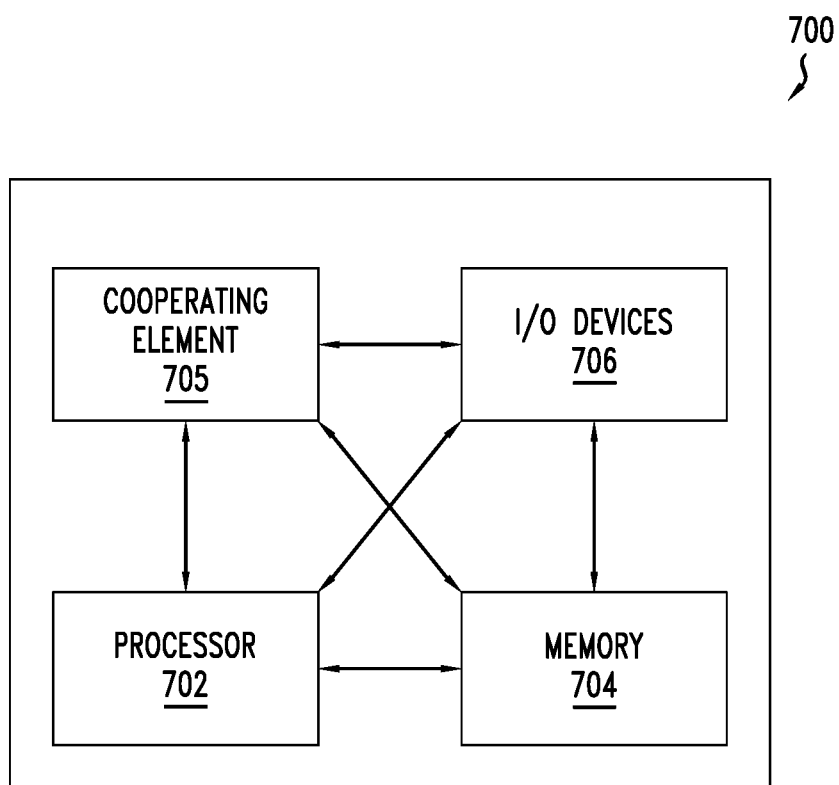 700
COOPERATING
ELEMENT
705
I/O DEVICES
706
PROCESSOR
702
MEMORY
704